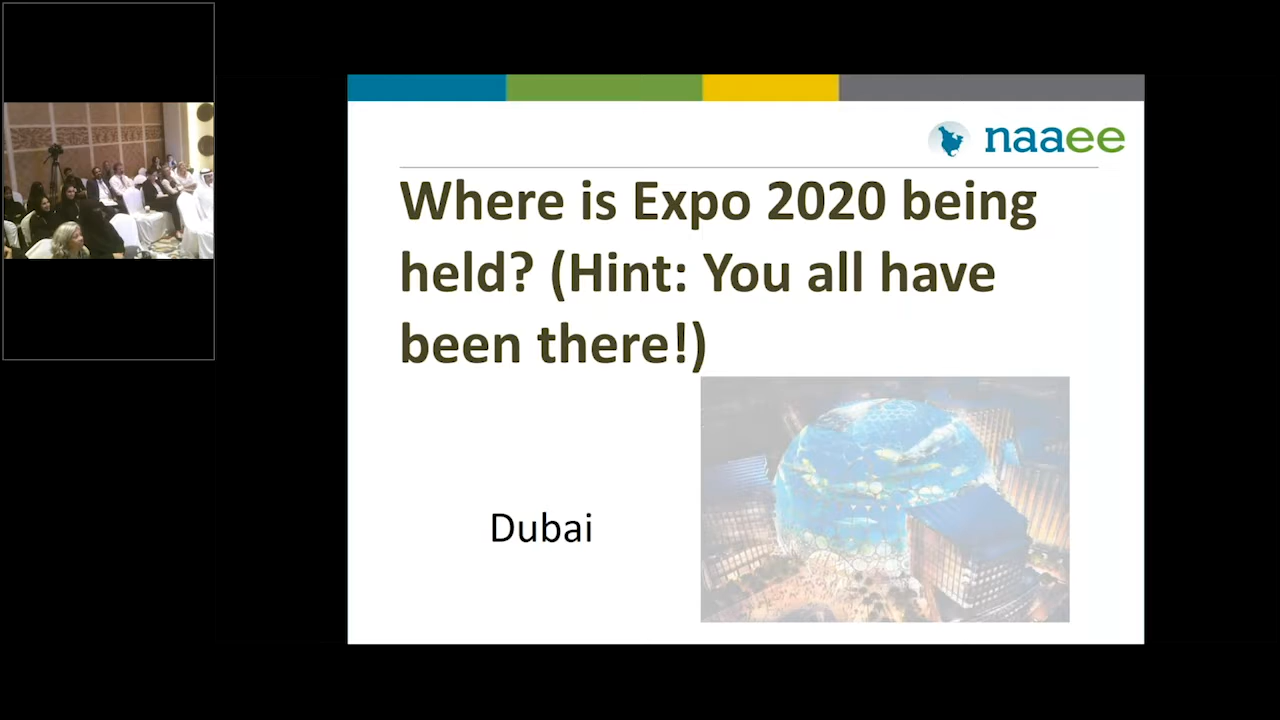 naaee
Where is Expo 2020 being
held? (Hint: You all have
been there!)
Dubai